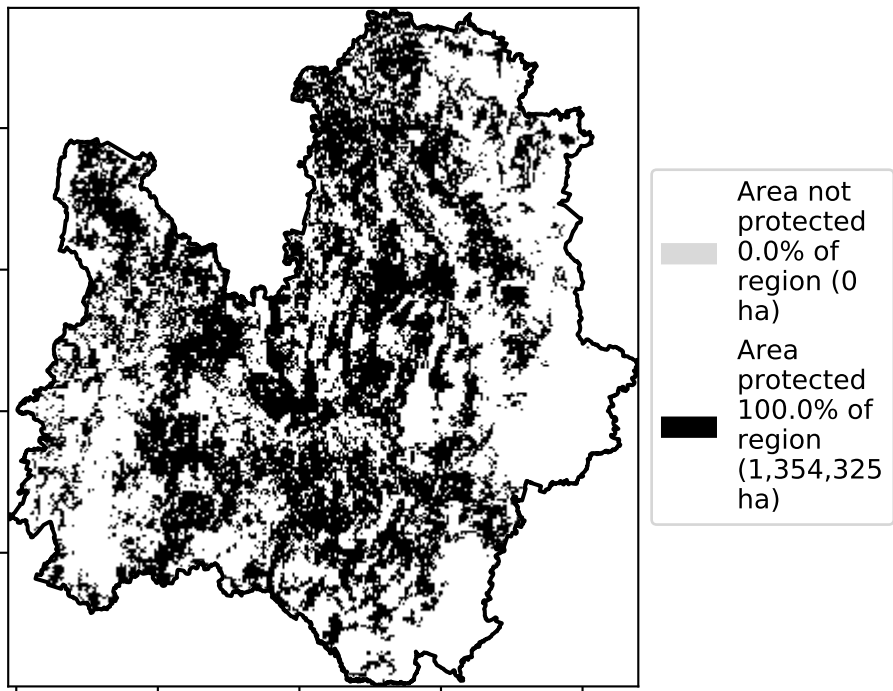 Area not
protected
0.0% of
region (0
ha)
Area
protected
100.0% of
region
(1,354,325
ha)